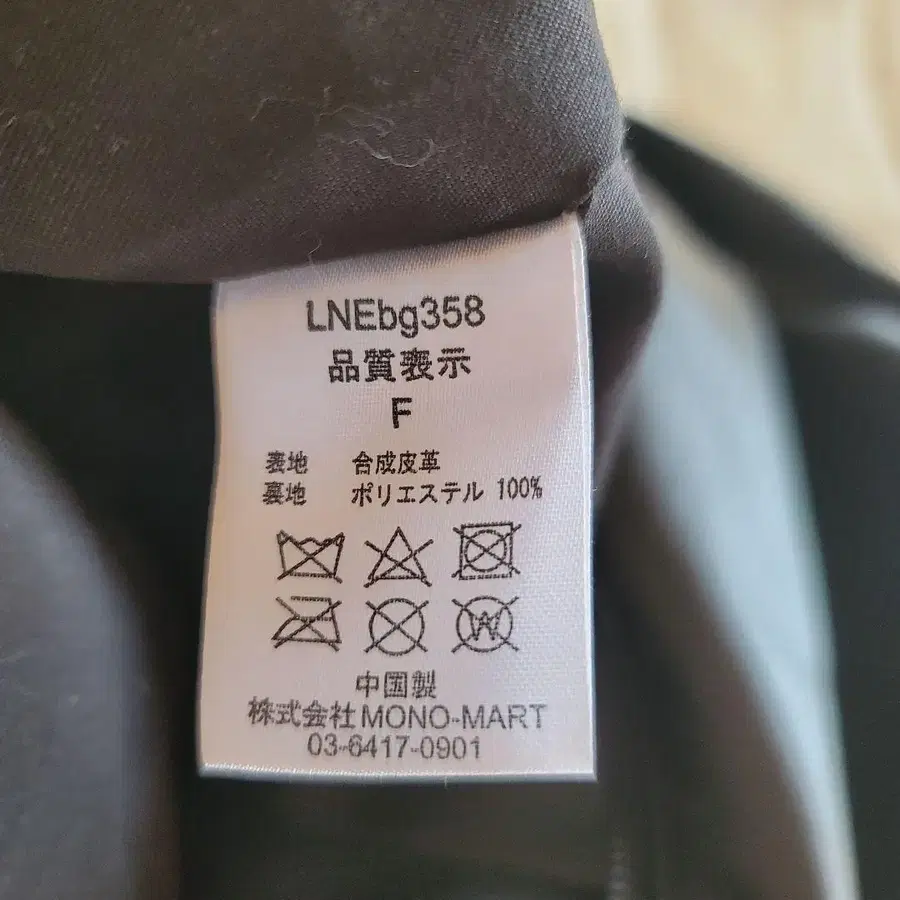 LNEbg358
品質表示
F
表地 合成皮革
裏地 ポリエステル 100%
W
中国製
株式会社 MONO-MART
03-6417-0901